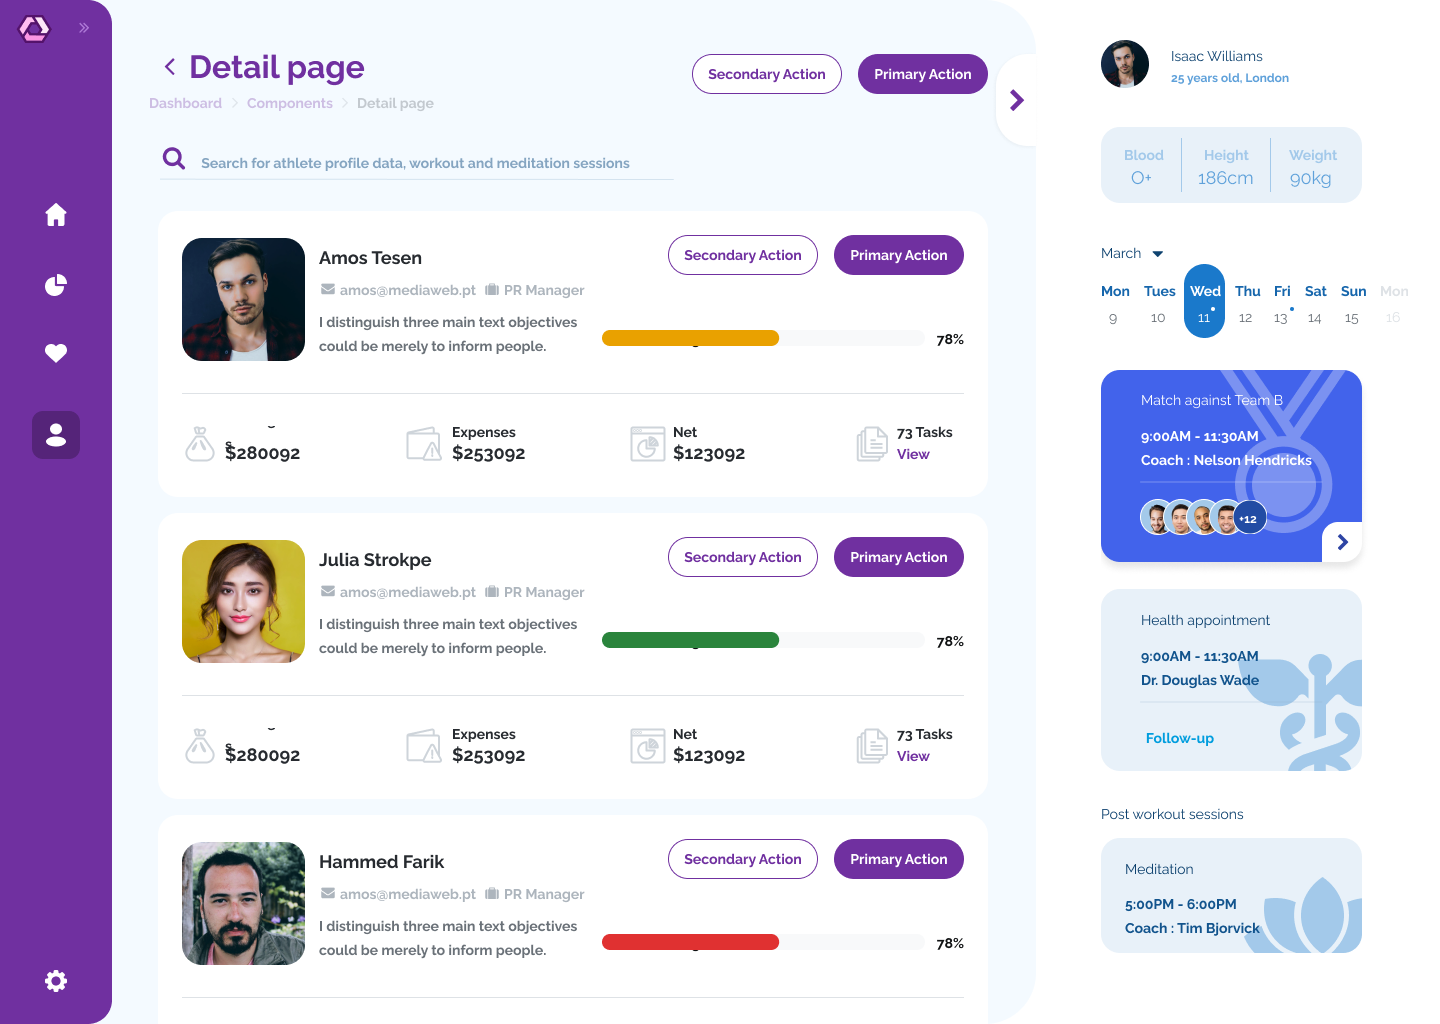 Detail page
Secondary Action
Primary Action
Dashboard
Components
Detail page
Search for athlete profile data, workout and meditation sessions
Amos Tesen
Secondary Action
Primary Action
amos@mediaweb.pt
PR Manager
I distinguish three main text objectives
could be merely to inform people.
78%
$280092
Expenses
$253092
Net
$123092
73 Tasks
View
Julia Strokpe
Secondary Action
Primary Action
amos@mediaweb.pt
PR Manager
I distinguish three main text objectives
could be merely to inform people.
78%
$280092
Expenses
$253092
Net
$123092
73 Tasks
View
Hammed Farik
Secondary Action
Primary Action
amos@mediaweb.pt
PR Manager
I distinguish three main text objectives
could be merely to inform people.
78%
Isaac Williams
25 years old, London
Blood Height Weight
O+ 186cm 90kg
March
Mon Tues Wed Thu Fri Sat Sun Mon
9 10 11 12 13 14 15 16
Match against Team B
9:00AM - 11:30AM
Coach : Nelson Hendricks
+12
Health appointment
9:00AM - 11:30AM
Dr. Douglas Wade
Follow-up
Post workout sessions
Meditation
5:00PM - 6:00PM
Coach : Tim Bjorvick